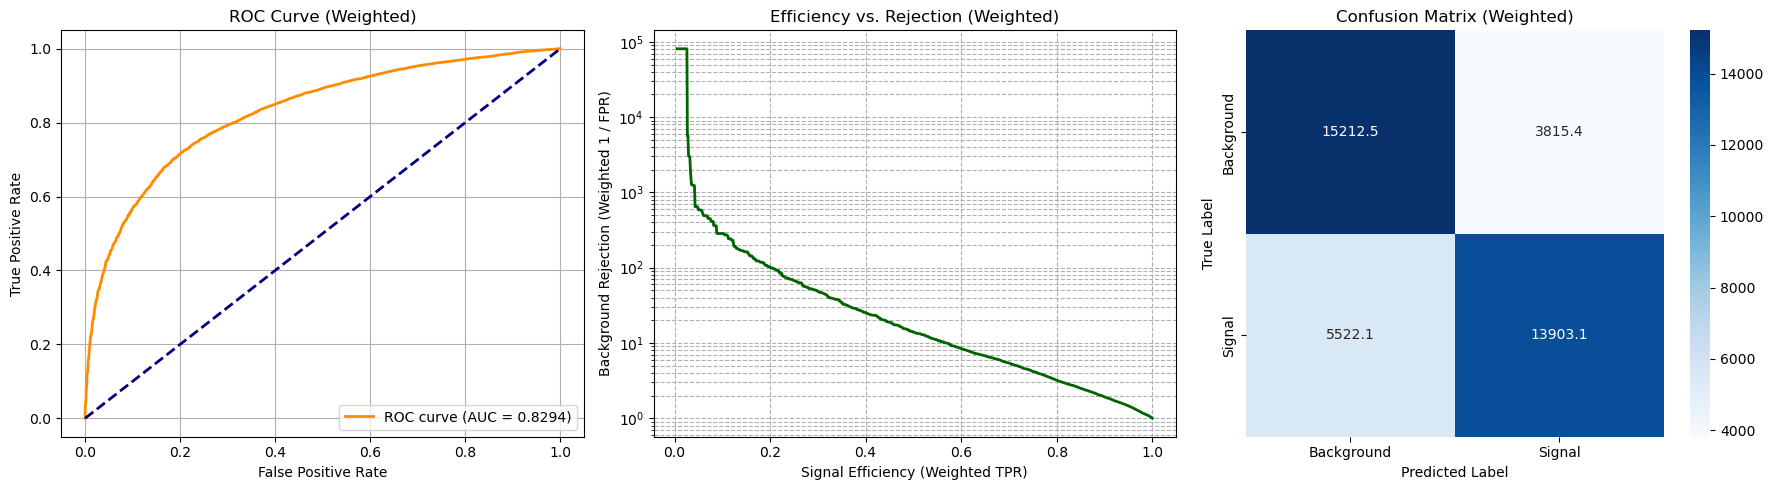 ROC Curve (Weighted)
True Positive Rate
1.0
0.8
0.6
0.4
0.2
0.0
ROC curve (AUC = 0.8294)
0.0 0.2 0.4 0.6 0.8 1.0
False Positive Rate
Efficiency vs. Rejection (Weighted)
Background Rejection (Weighted 1 / FPR)
10⁵
10⁴
10³
10²
10¹
10⁰
0.0 0.2 0.4 0.6 0.8 1.0
Signal Efficiency (Weighted TPR)
Confusion Matrix (Weighted)
True Label
Background
Signal
15212.5 3815.4
5522.1 13903.1
Background Signal
Predicted Label
14000
12000
10000
8000
6000
4000